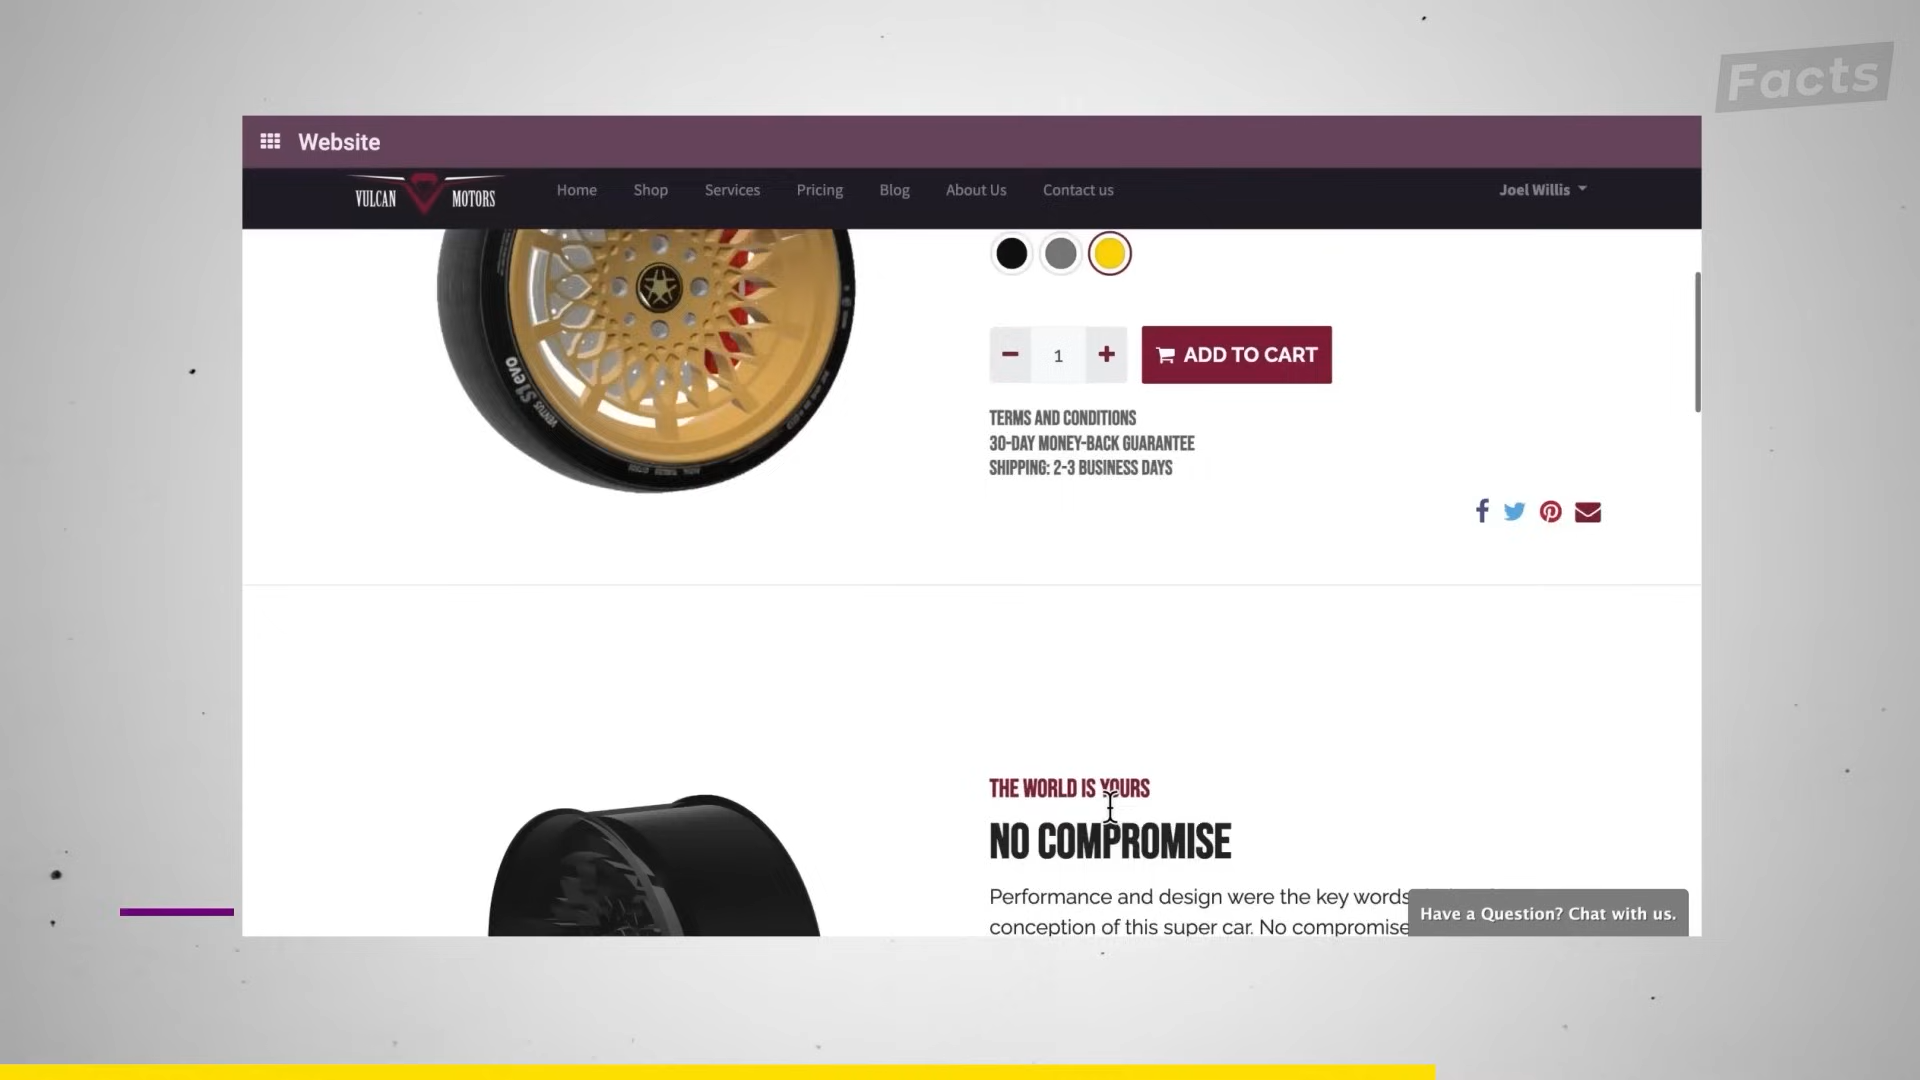 Facts
Website
VULCAN MOTORS
Home Shop Services Pricing Blog About Us Contact us
Joel Willis
S1evo
VENTUS
1
ADD TO CART
TERMS AND CONDITIONS
30-DAY MONEY-BACK GUARANTEE
SHIPPING: 2-3 BUSINESS DAYS
THE WORLD IS YOURS
NO COMPROMISE
Performance and design were the key words
conception of this super car. No compromise
Have a Question? Chat with us.